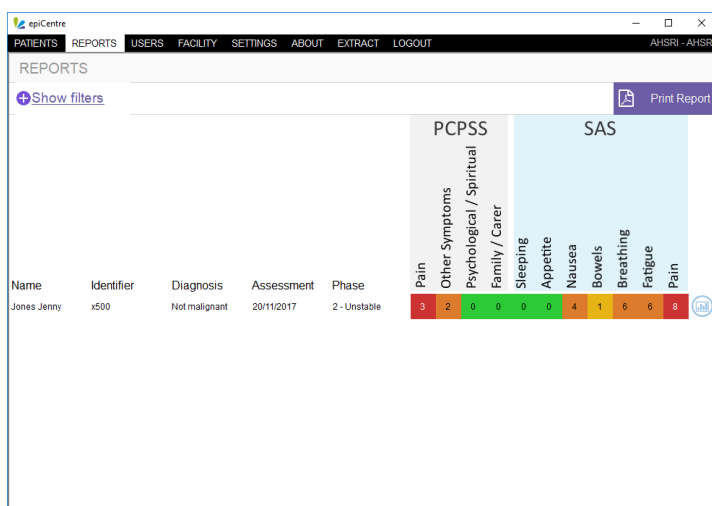 epiCentre
PATIENTS REPORTS USERS FACILITY SETTINGS ABOUT EXTRACT LOGOUT AHSRI - AHSR
REPORTS
Show filters
Print Report
PCPSS SAS
Name Identifier Diagnosis Assessment Phase Pain Other Symptoms Psychological / Spiritual Family / Carer Sleeping Appetite Nausea Bowels Breathing Fatigue Pain
Jones Jenny x500 Not malignant 20/11/2017 2 - Unstable 3 2 0 0 0 0 4 1 6 6 8